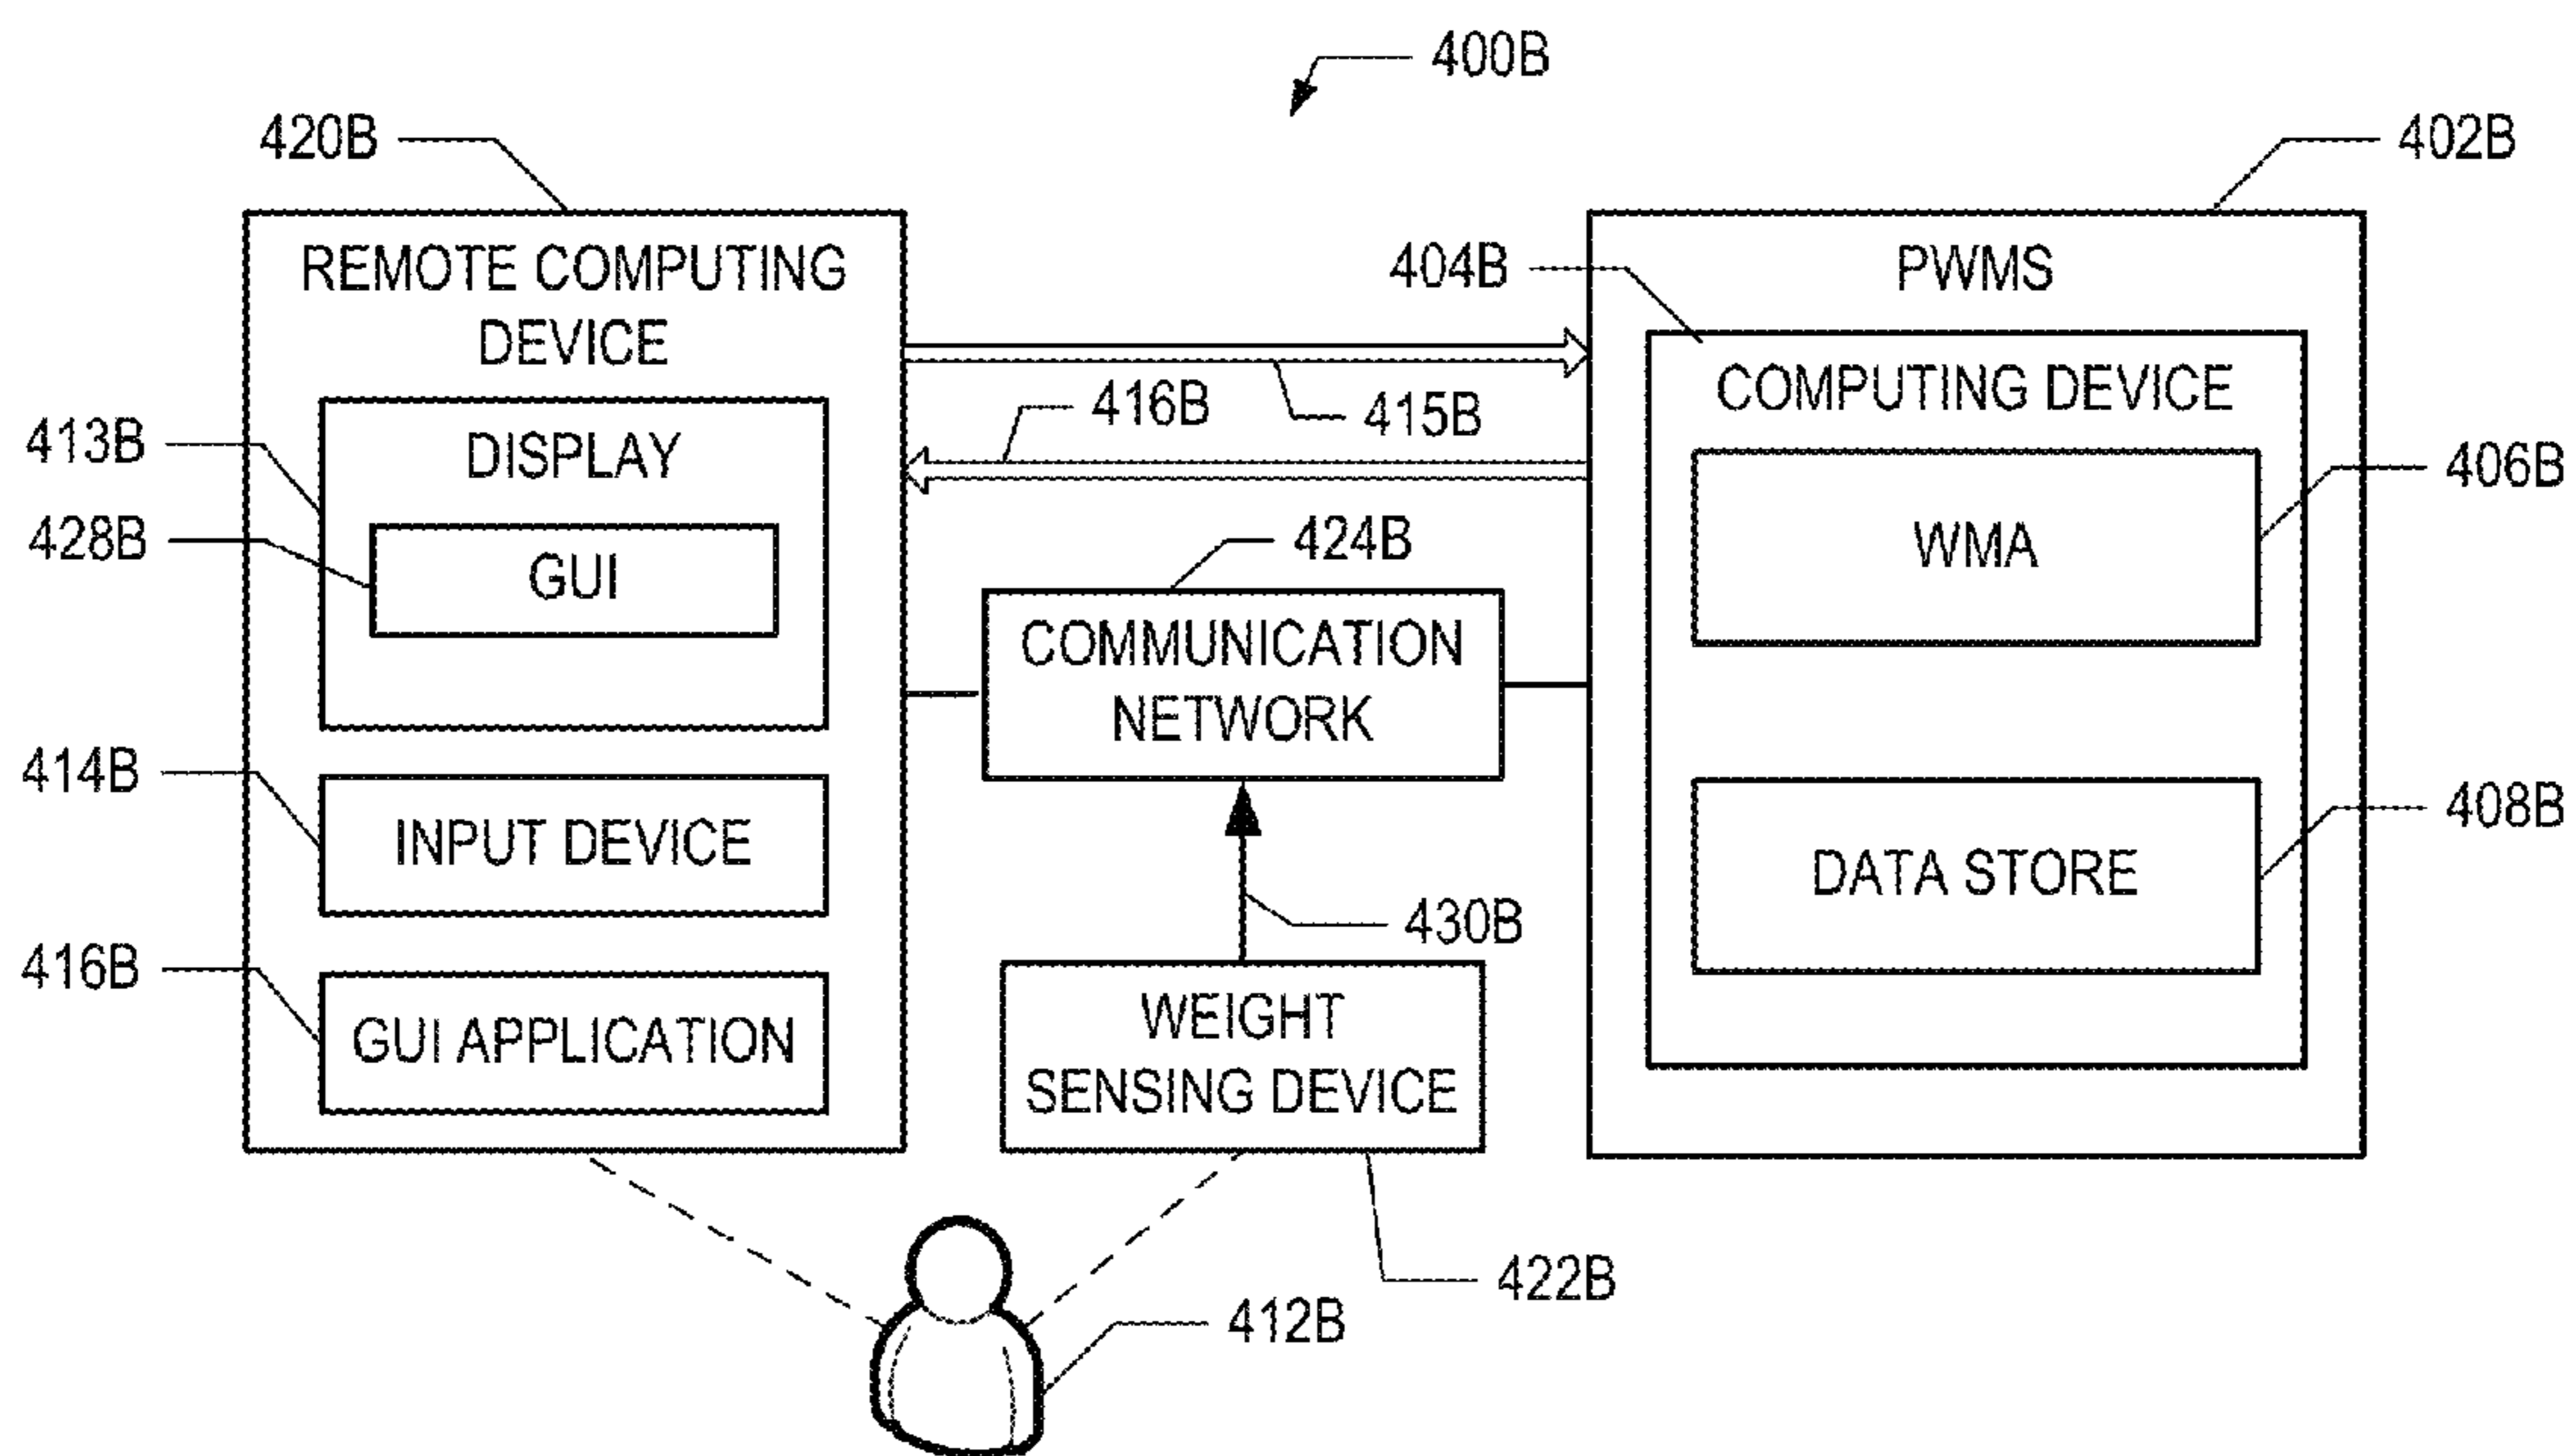 400B
420B
402B
REMOTE COMPUTING
DEVICE
404B
PWMS
COMPUTING DEVICE
416B
415B
413B
DISPLAY
406B
428B
GUI
424B
WMA
COMMUNICATION
NETWORK
414B
INPUT DEVICE
408B
DATA STORE
430B
416B
GUI APPLICATION
WEIGHT
SENSING DEVICE
422B
412B